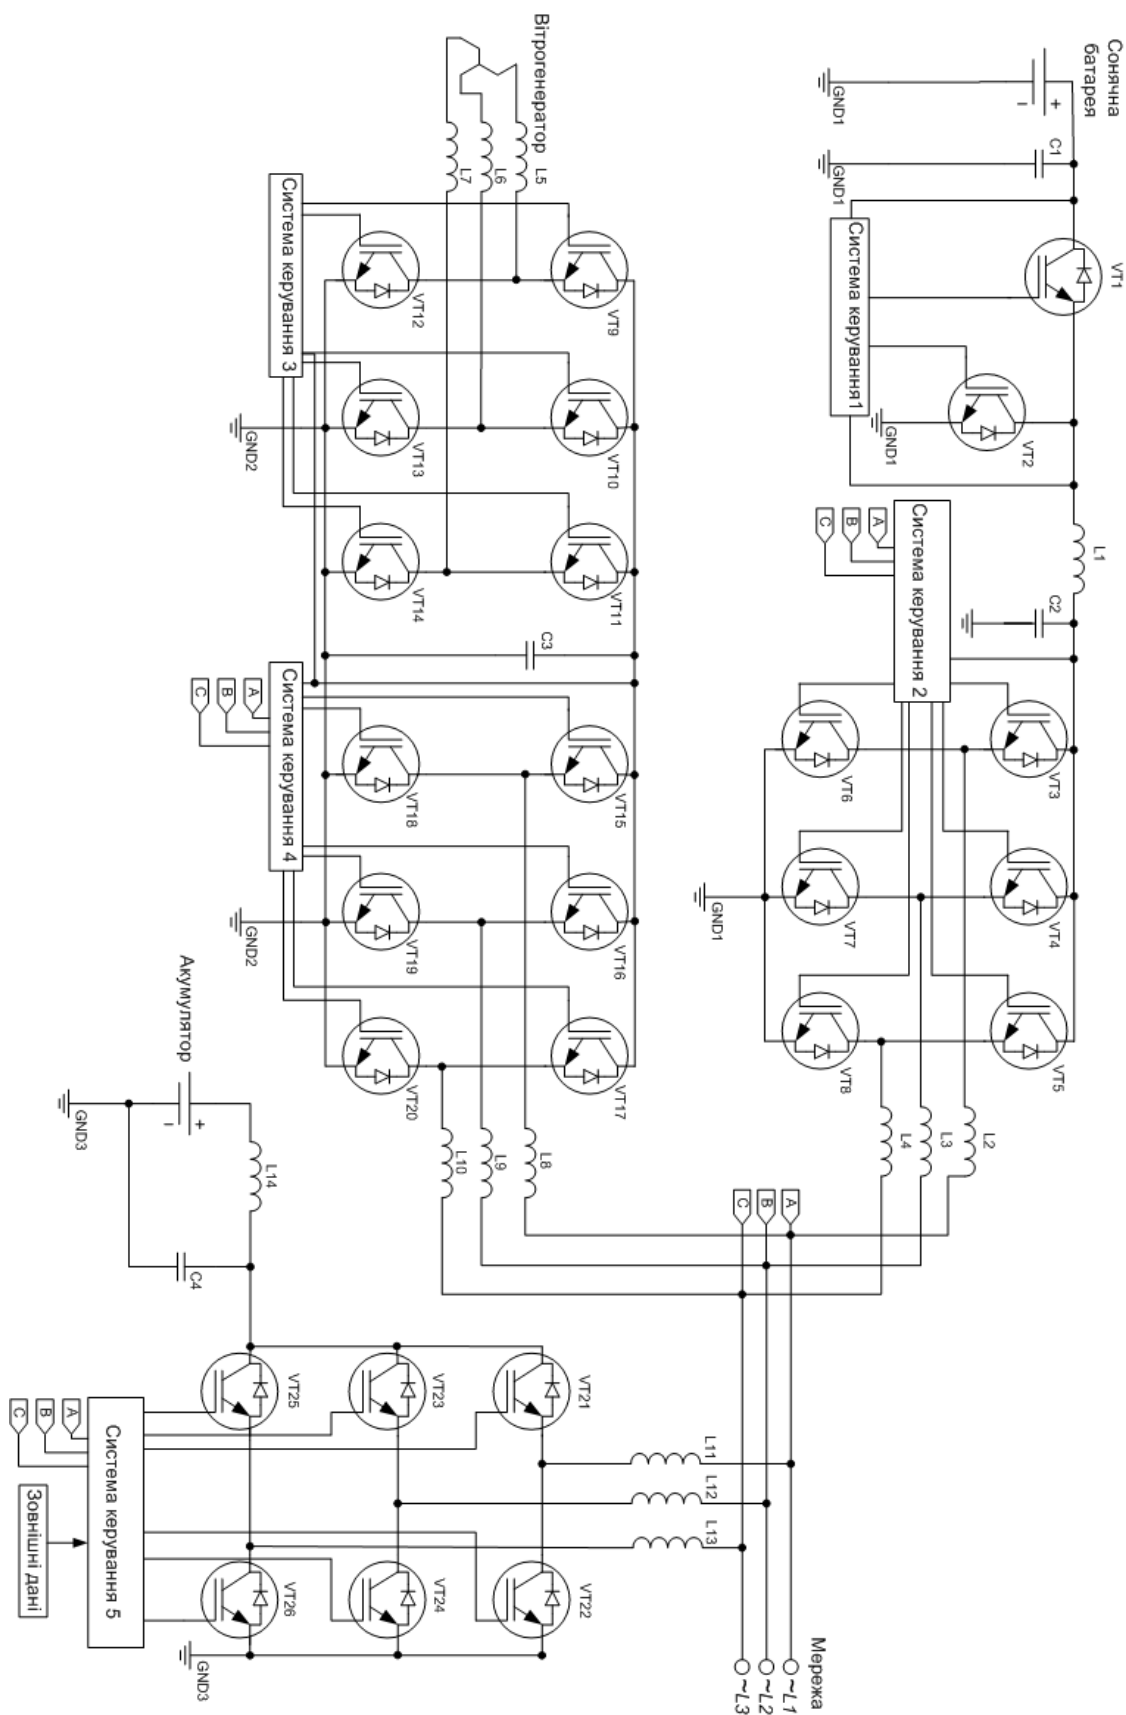 Сонячна
батарея
+
–
GND1
C1
GND1
Система керування1
VT1
VT2
GND1
L1
C2
Система керування 2
A
B
C
VT3
VT4
VT5
VT6
VT7
VT8
GND1
L2
L3
L4
Вітрогенератор
L5
L6
L7
Система керування 3
VT9
VT10
VT11
VT12
VT13
VT14
GND2
C3
Система керування 4
A
B
C
VT15
VT16
VT17
VT18
VT19
VT20
GND2
L8
L9
L10
A
B
C
Мережа
~L1
~L2
~L3
L11
L12
L13
Акумулятор
+
–
GND3
L14
C4
VT21
VT23
VT25
VT22
VT24
VT26
GND3
A
B
C
Система керування 5
Зовнішні дані